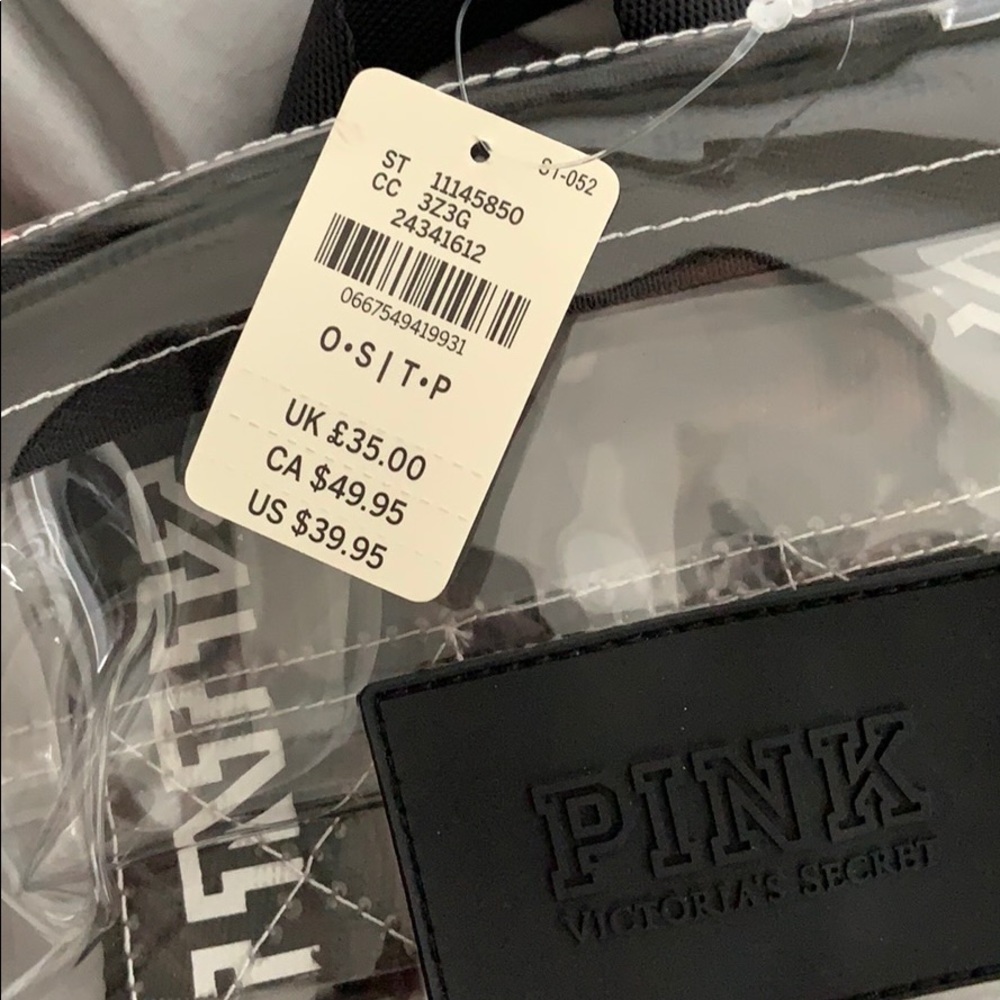 ST-052
ST 11145850
CC 3Z3G
24341612
0667549419931
O•S|T•P
UK £35.00
CA $49.95
US $39.95
PINK
VICTORIA'S SECRET
PINK